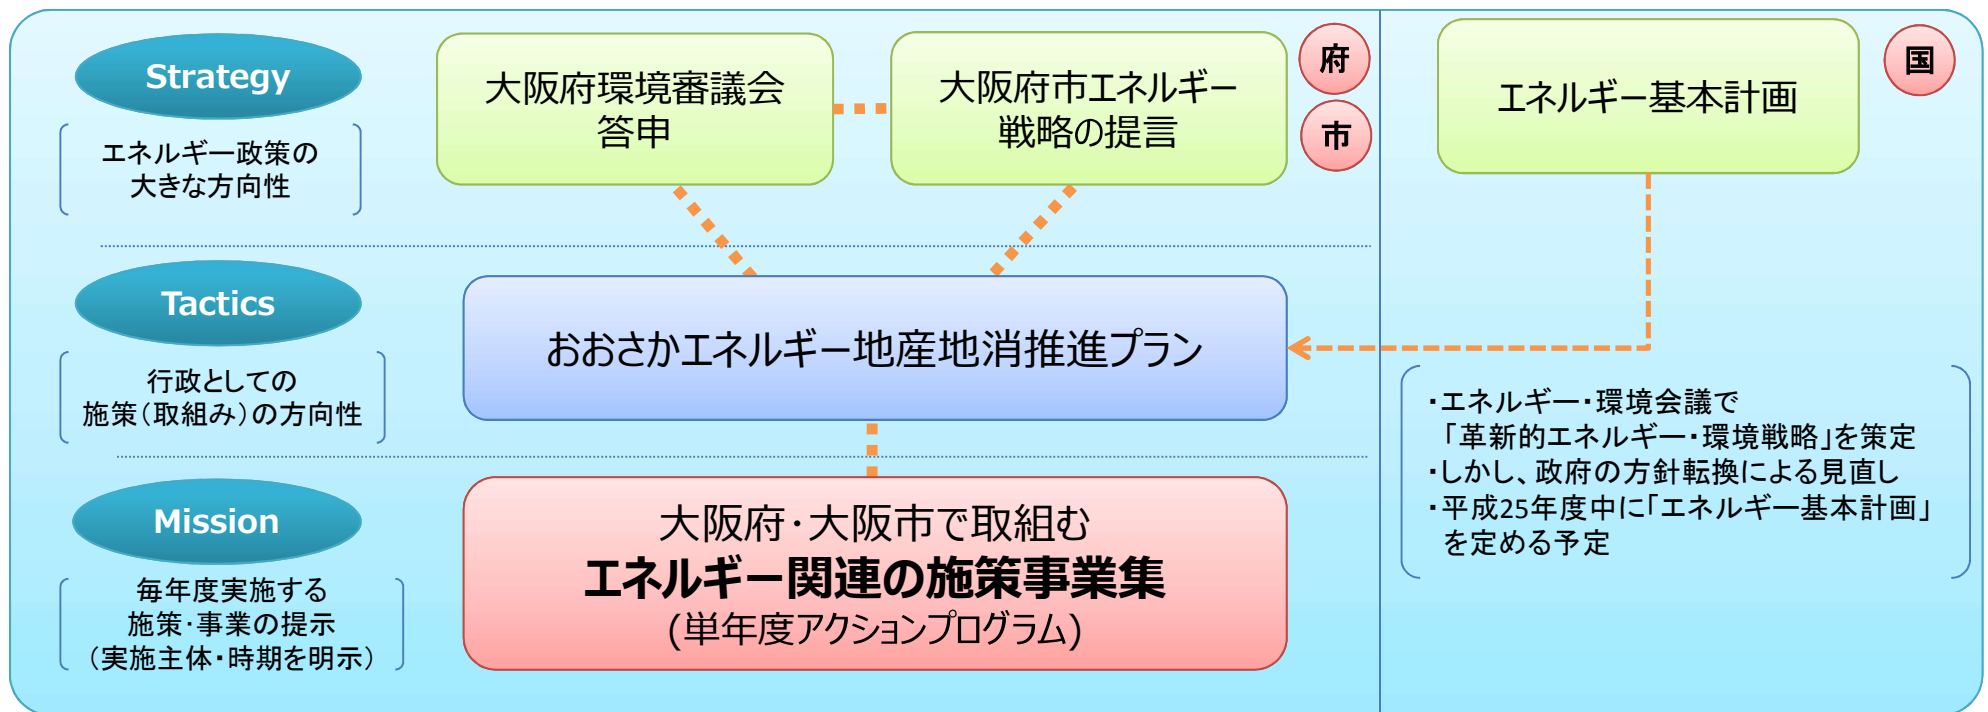 Strategy
エネルギー政策の
大きな方向性
大阪府環境審議会
答申
大阪府市エネルギー
戦略の提言
府
市
エネルギー基本計画
国
Tactics
行政としての
施策（取組み）の方向性
おおさかエネルギー地産地消推進プラン
・エネルギー・環境会議で
「革新的エネルギー・環境戦略」を策定
・しかし、政府の方針転換による見直し
・平成25年度中に「エネルギー基本計画」
を定める予定
Mission
毎年度実施する
施策・事業の提示
（実施主体・時期を明示）
大阪府・大阪市で取組む
エネルギー関連の施策事業集
(単年度アクションプログラム)